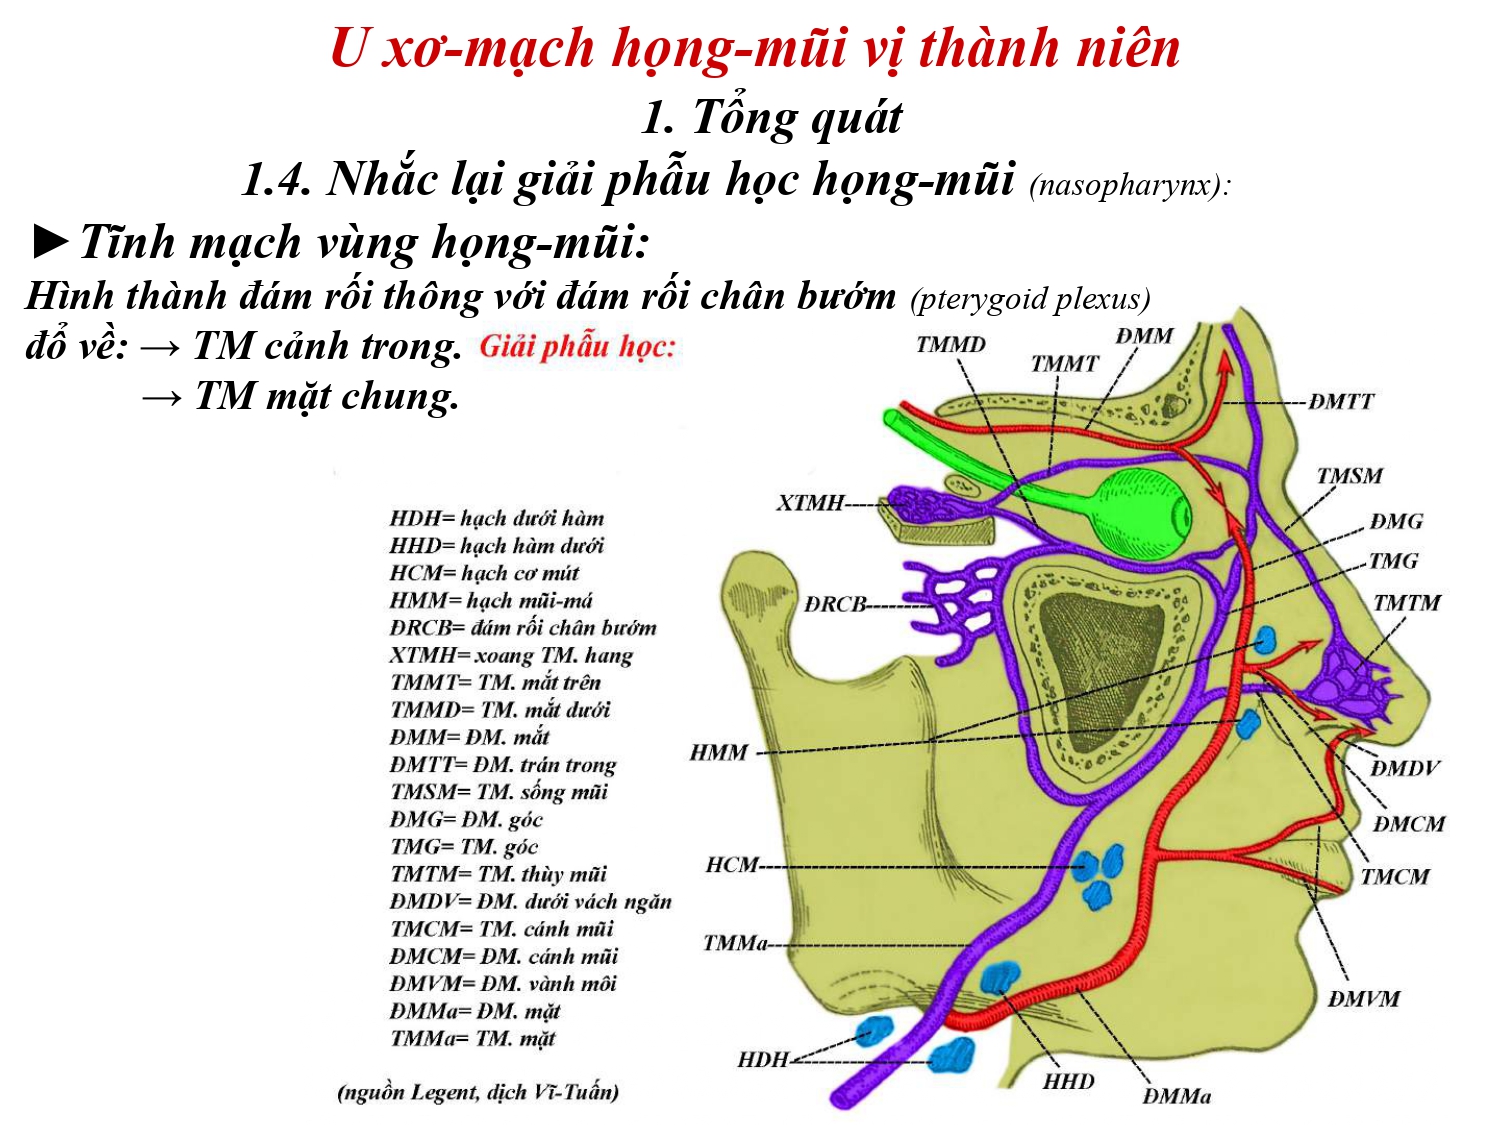 U xơ-mạch họng-mũi vị thành niên
1. Tổng quát
1.4. Nhắc lại giải phẫu học họng-mũi (nasopharynx):
►Tĩnh mạch vùng họng-mũi:
Hình thành đám rối thông với đám rối chân bướm (pterygoid plexus)
đổ về: → TM cảnh trong. Giải phẫu học:
→ TM mặt chung.
HDH= hạch dưới hàm
HHD= hạch hàm dưới
HCM= hạch cơ mút
HMM= hạch mũi-má
ĐRCB= đám rối chân bướm
XTMH= xoang TM. hang
TMMT= TM. mắt trên
TMMD= TM. mắt dưới
ĐMM= ĐM. mắt
ĐMTT= ĐM. trán trong
TMSM= TM. sống mũi
ĐMG= ĐM. góc
TMG= TM. góc
TMTM= TM. thùy mũi
ĐMDV= ĐM. dưới vách ngăn
TMCM= TM. cánh mũi
ĐMCM= ĐM. cánh mũi
ĐMVM= ĐM. vành môi
ĐMMa= ĐM. mặt
TMMa= TM. mặt
(nguồn Legent, dịch Vĩ-Tuấn)
TMMD
TMMT
ĐMM
ĐMTT
TMSM
XTMH
ĐMG
TMG
ĐRCB
TMTM
HMM
ĐMDV
ĐMCM
HCM
TMCM
TMMa
ĐMVM
HDH
HHD
ĐMMa